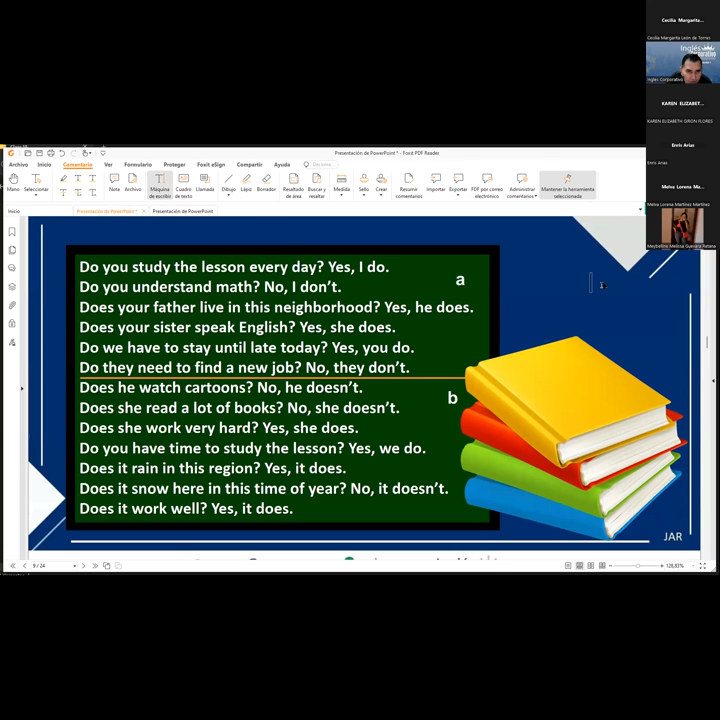 Cecilia Margarita...
Cecilia Margarita León de Torres
Inglés
Corporativo
Inglés Corporativo
KAREN ELIZABET...
KAREN ELIZABETH GIRON FLORES
Enris Arias
Enris Arias
Melva Lorena Ma...
Melva Lorena Martínez Martínez
Meybelline Melissa Guevara Retana
Presentación de PowerPoint * - Foxit PDF Reader
Archivo Inicio Comentario Ver Formulario Proteger Foxit eSign Compartir Ayuda
Mano Seleccionar Nota Archivo Máquina de escribir Cuadro de texto Llamada Dibujo Lápiz Borrador Resaltado de área Buscar y resaltar Medida Sello Crear Resumir comentarios Importar Exportar PDF por correo electrónico Administrar comentarios Mantener la herramienta seleccionada
Inicio Presentación de PowerPoint * Presentación de PowerPoint
Do you study the lesson every day? Yes, I do.
a
Do you understand math? No, I don't.
Does your father live in this neighborhood? Yes, he does.
Does your sister speak English? Yes, she does.
Do we have to stay until late today? Yes, you do.
Do they need to find a new job? No, they don't.
Does he watch cartoons? No, he doesn't.
b
Does she read a lot of books? No, she doesn't.
Does she work very hard? Yes, she does.
Do you have time to study the lesson? Yes, we do.
Does it rain in this region? Yes, it does.
Does it snow here in this time of year? No, it doesn't.
Does it work well? Yes, it does.
JAR
9 / 24
128,83%